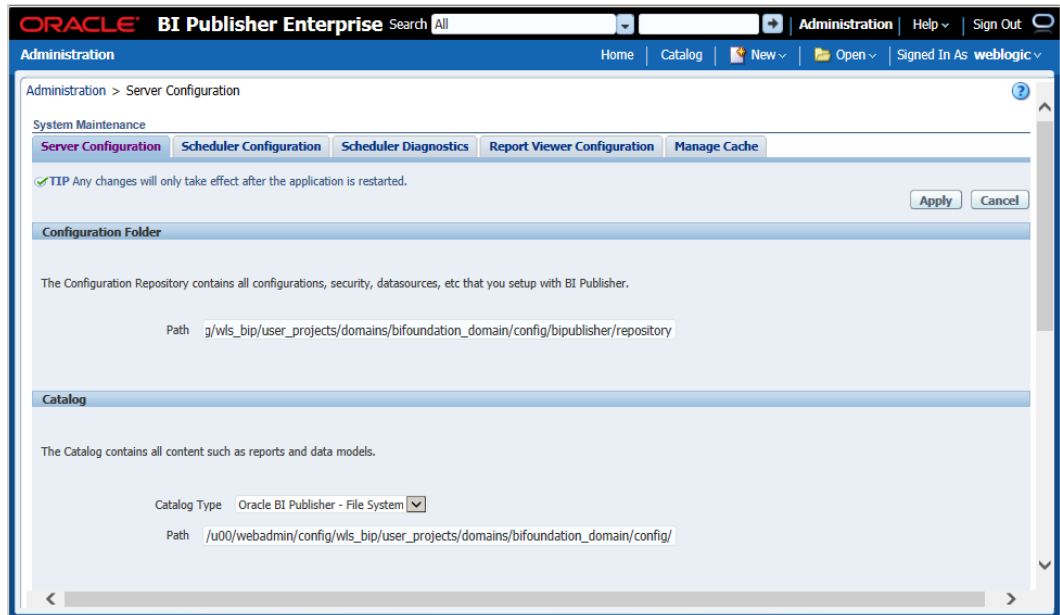 ORACLE BI Publisher Enterprise Search All Administration Help Sign Out
Administration Home Catalog New Open Signed In As weblogic
Administration > Server Configuration
System Maintenance
Server Configuration Scheduler Configuration Scheduler Diagnostics Report Viewer Configuration Manage Cache
TIP Any changes will only take effect after the application is restarted.
Apply Cancel
Configuration Folder
The Configuration Repository contains all configurations, security, datasources, etc that you setup with BI Publisher.
Path g/wls_bip/user_projects/domains/bifoundation_domain/config/bipublisher/repository
Catalog
The Catalog contains all content such as reports and data models.
Catalog Type Oracle BI Publisher - File System
Path /u00/webadmin/config/wls_bip/user_projects/domains/bifoundation_domain/config/